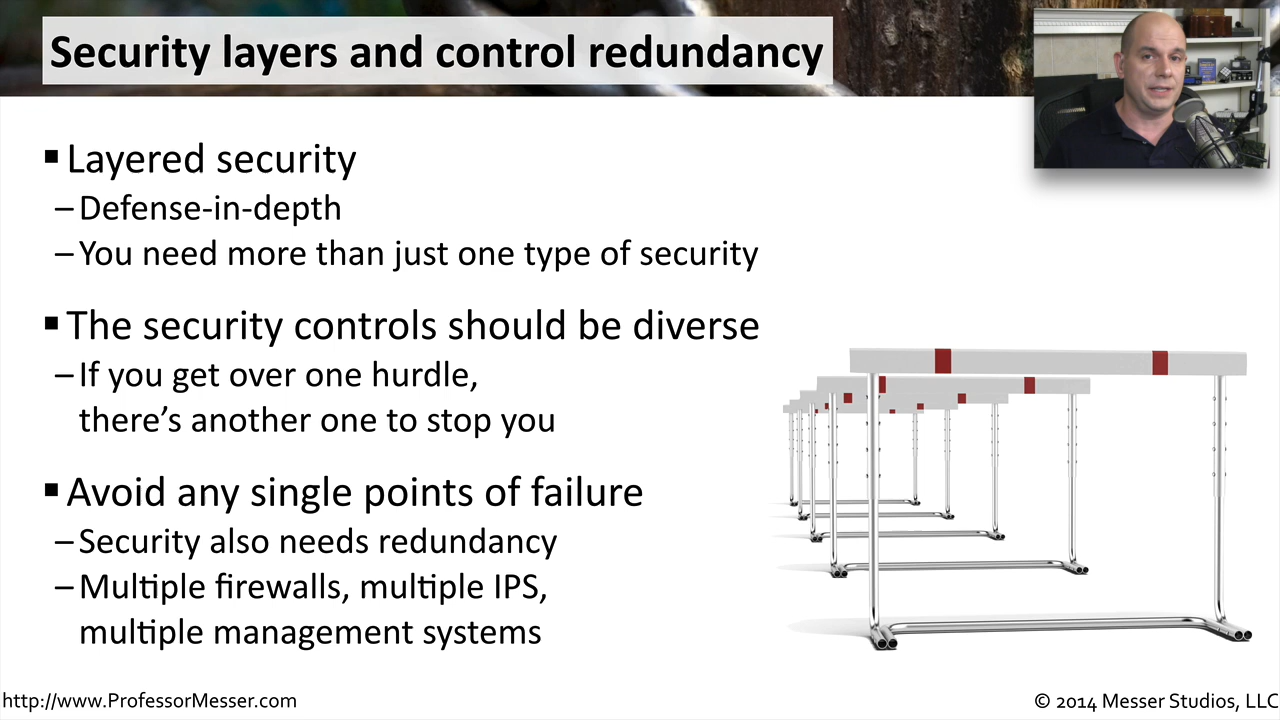 Security layers and control redundancy
▪ Layered security
– Defense-in-depth
– You need more than just one type of security
▪ The security controls should be diverse
– If you get over one hurdle,
there's another one to stop you
▪ Avoid any single points of failure
– Security also needs redundancy
– Multiple firewalls, multiple IPS,
multiple management systems
http://www.ProfessorMesser.com
© 2014 Messer Studios, LLC